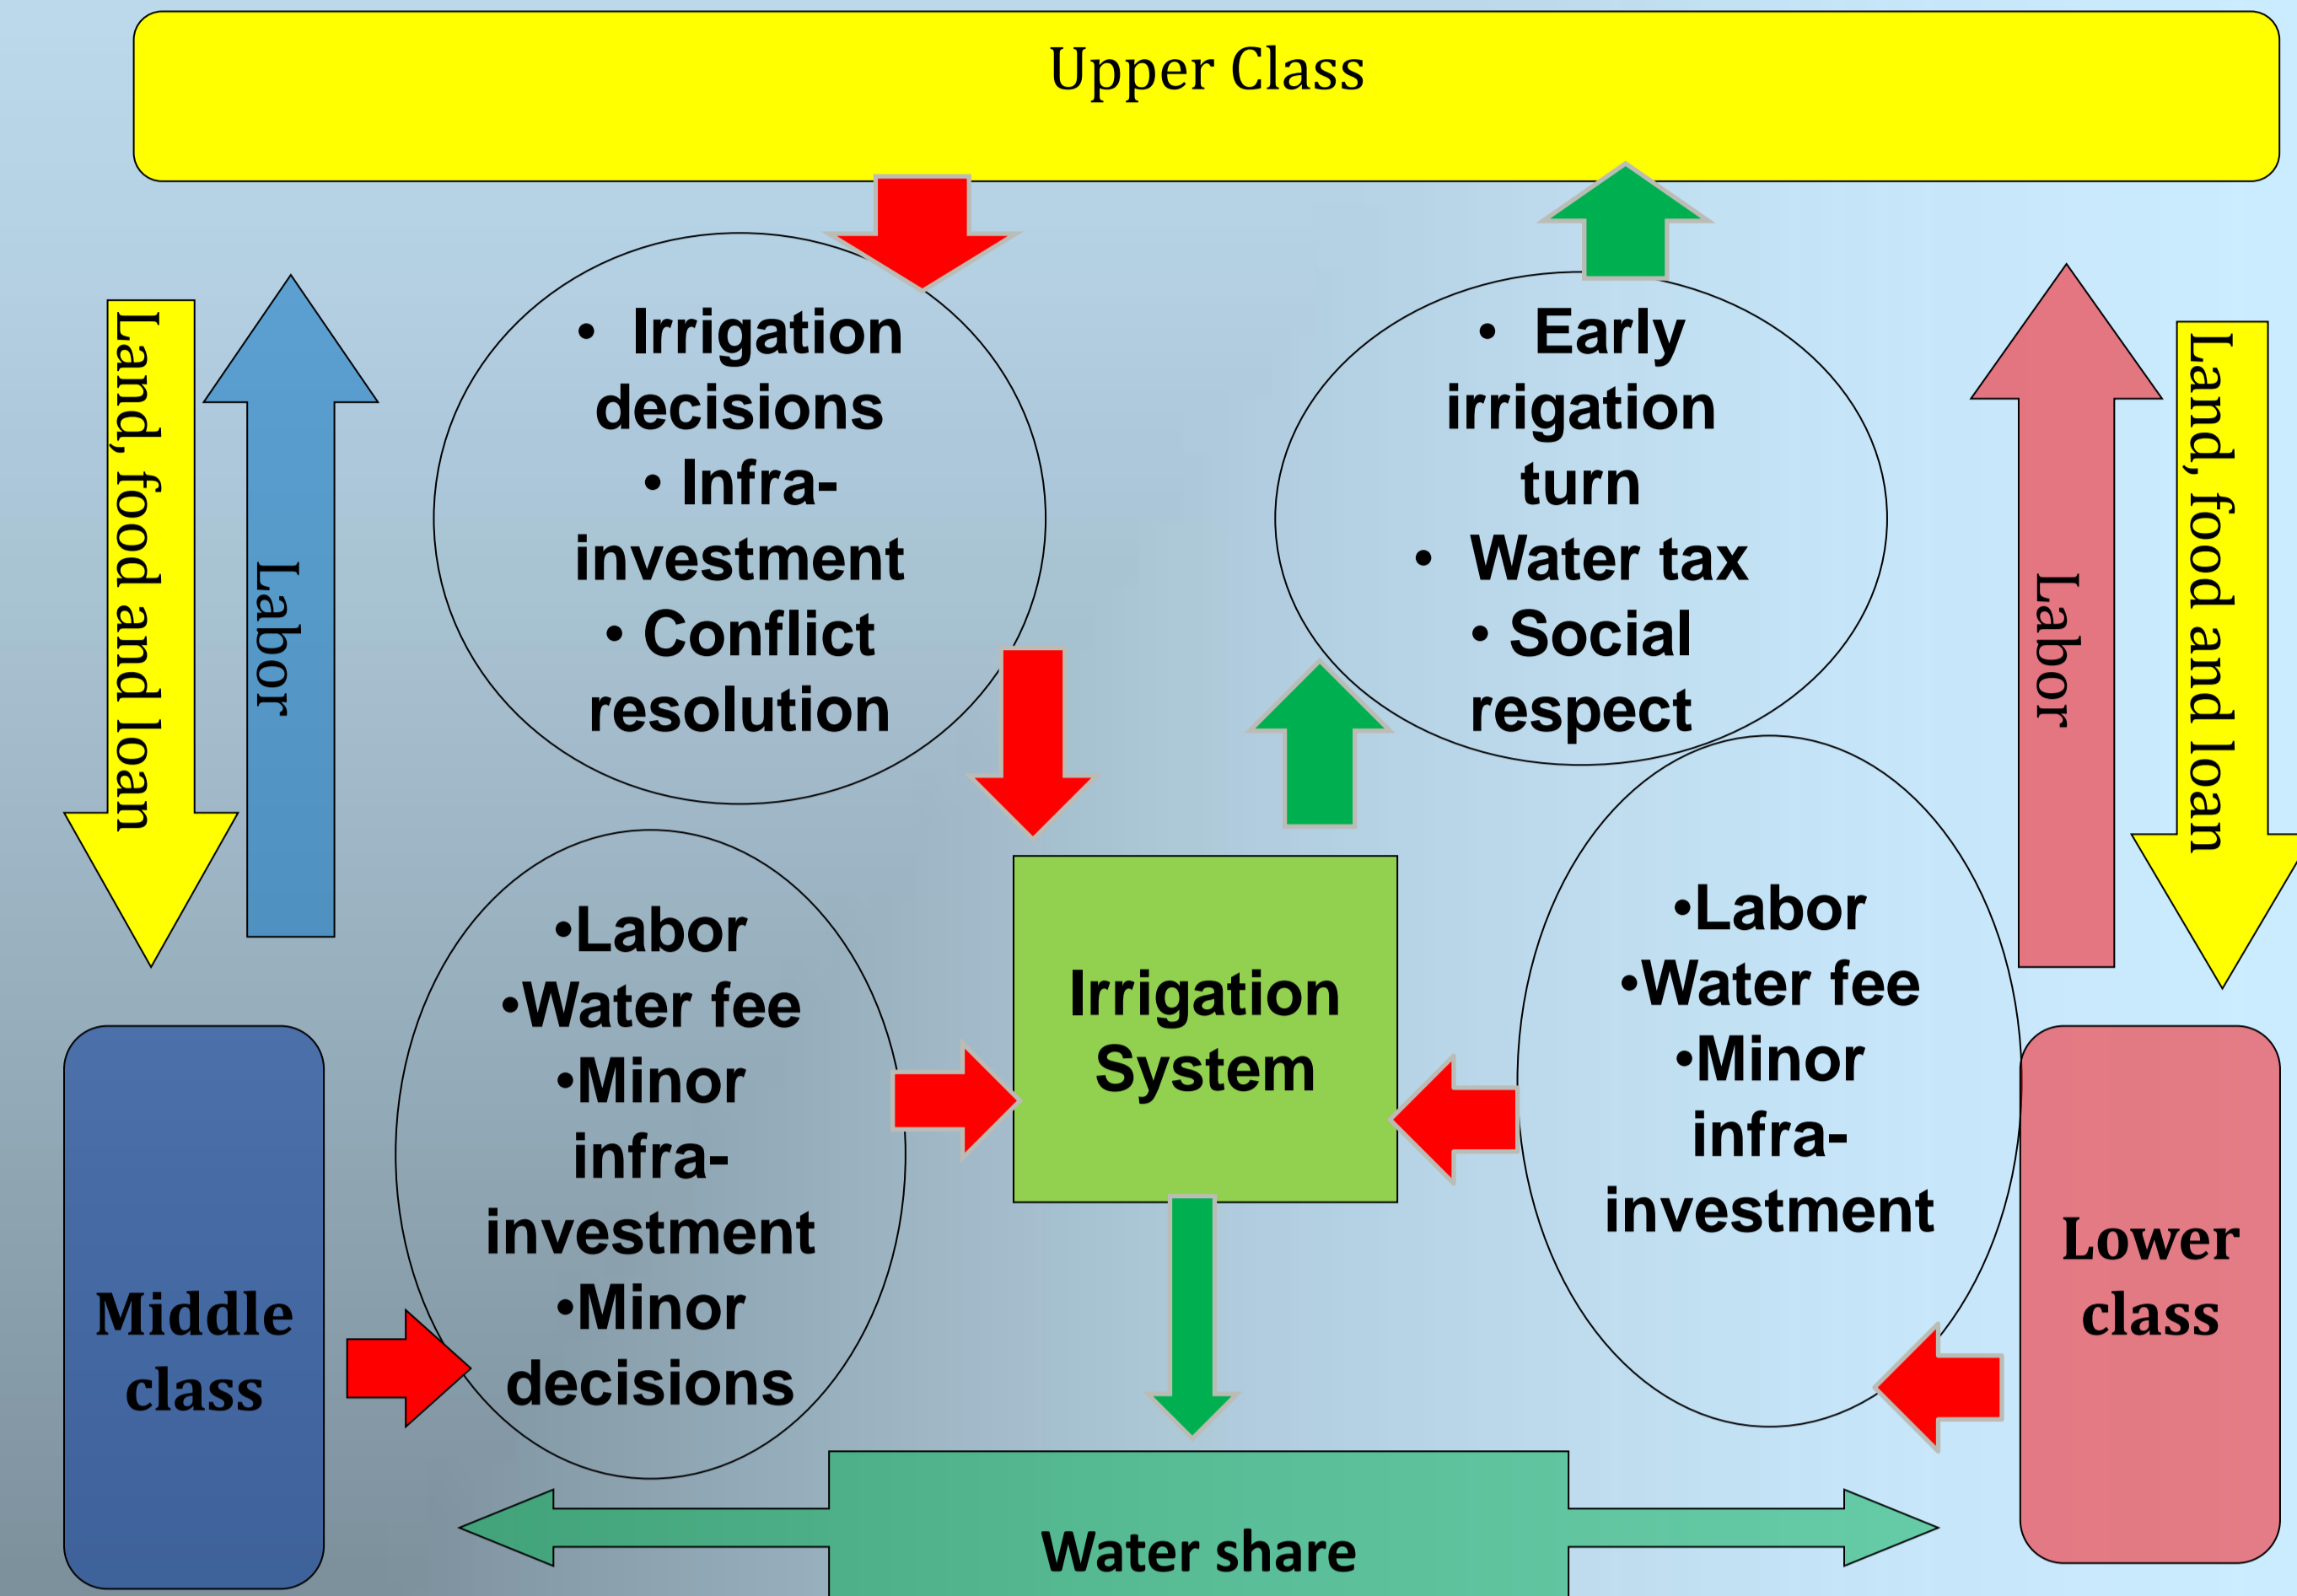 Upper Class
Land, food and loan
Labor
• Irrigation
decisions
• Infra-
investment
• Conflict
resolution
• Early
irrigation
turn
• Water tax
• Social
respect
Labor
Land, food and loan
•Labor
•Water fee
•Minor
infra-
investment
•Minor
decisions
Irrigation
System
•Labor
•Water fee
•Minor
infra-
investment
Middle
class
Lower
class
Water share